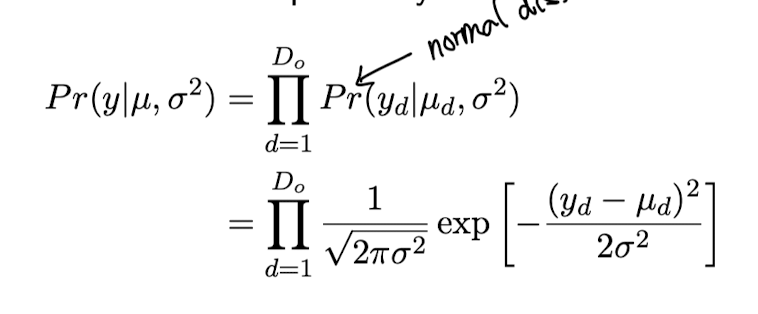 normal
Pr(y|μ, σ²) = ∏_{d=1}^{D_o} Pr(y_d|μ_d, σ²)
= ∏_{d=1}^{D_o} 1/√(2πσ²) exp[−(y_d − μ_d)²/2σ²]